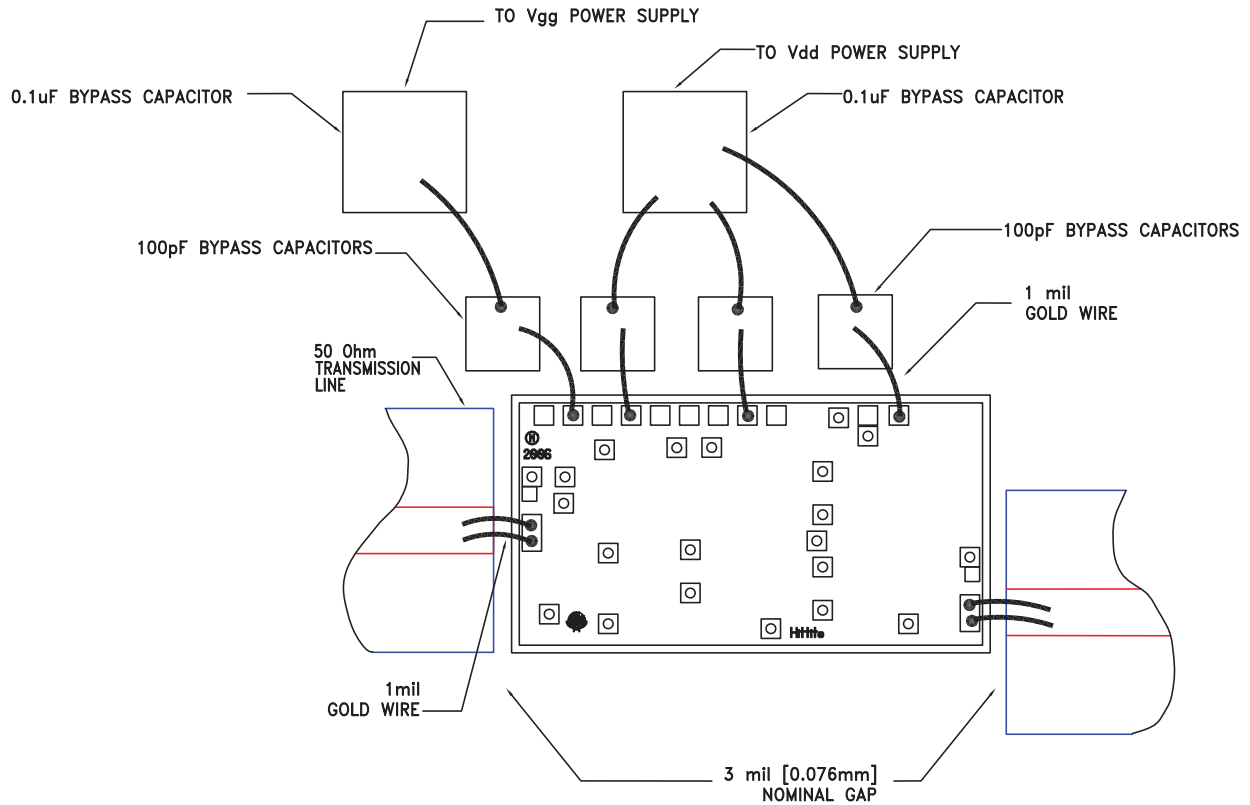 TO Vgg POWER SUPPLY
TO Vdd POWER SUPPLY
0.1uF BYPASS CAPACITOR
0.1uF BYPASS CAPACITOR
100pF BYPASS CAPACITORS
100pF BYPASS CAPACITORS
1 mil
GOLD WIRE
50 Ohm
TRANSMISSION
LINE
M
2006
Hittite
1mil
GOLD WIRE
3 mil [0.076mm]
NOMINAL GAP